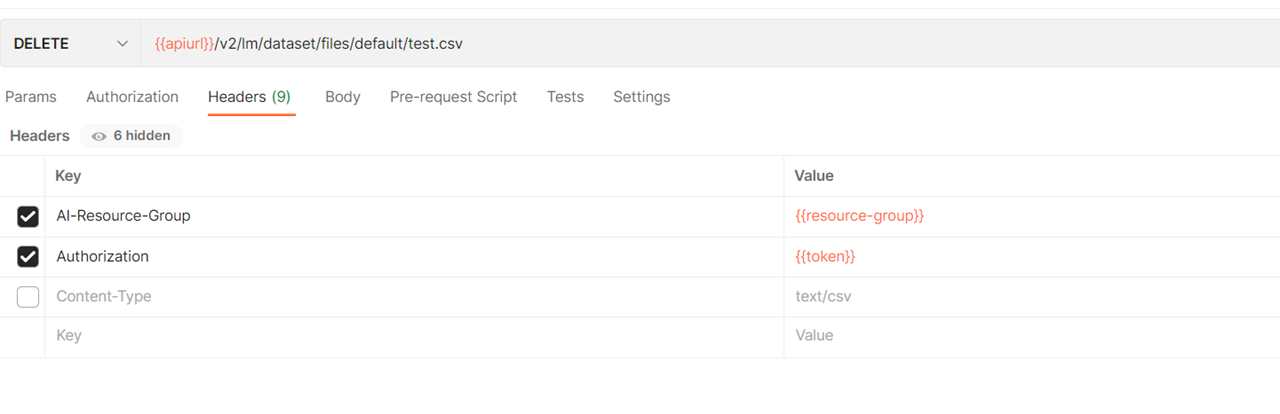 DELETE {{apiurl}}/v2/lm/dataset/files/default/test.csv
Params Authorization Headers (9) Body Pre-request Script Tests Settings
Headers 6 hidden
Key Value
AI-Resource-Group {{resource-group}}
Authorization {{token}}
Content-Type text/csv
Key Value